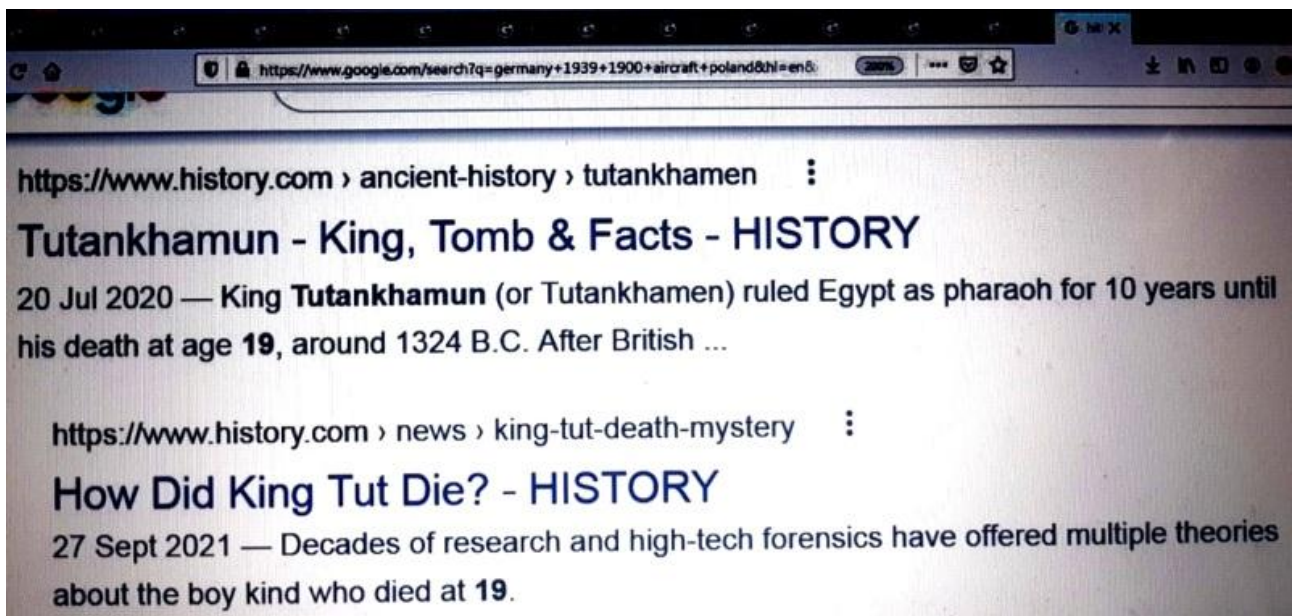 https://www.google.com/search?q=germany+1939+1900+aircraft+poland&hl=en&
200%
https://www.history.com › ancient-history › tutankhamen
Tutankhamun - King, Tomb & Facts - HISTORY
20 Jul 2020 — King Tutankhamun (or Tutankhamen) ruled Egypt as pharaoh for 10 years until
his death at age 19, around 1324 B.C. After British ...
https://www.history.com › news › king-tut-death-mystery
How Did King Tut Die? - HISTORY
27 Sept 2021 — Decades of research and high-tech forensics have offered multiple theories
about the boy kind who died at 19.